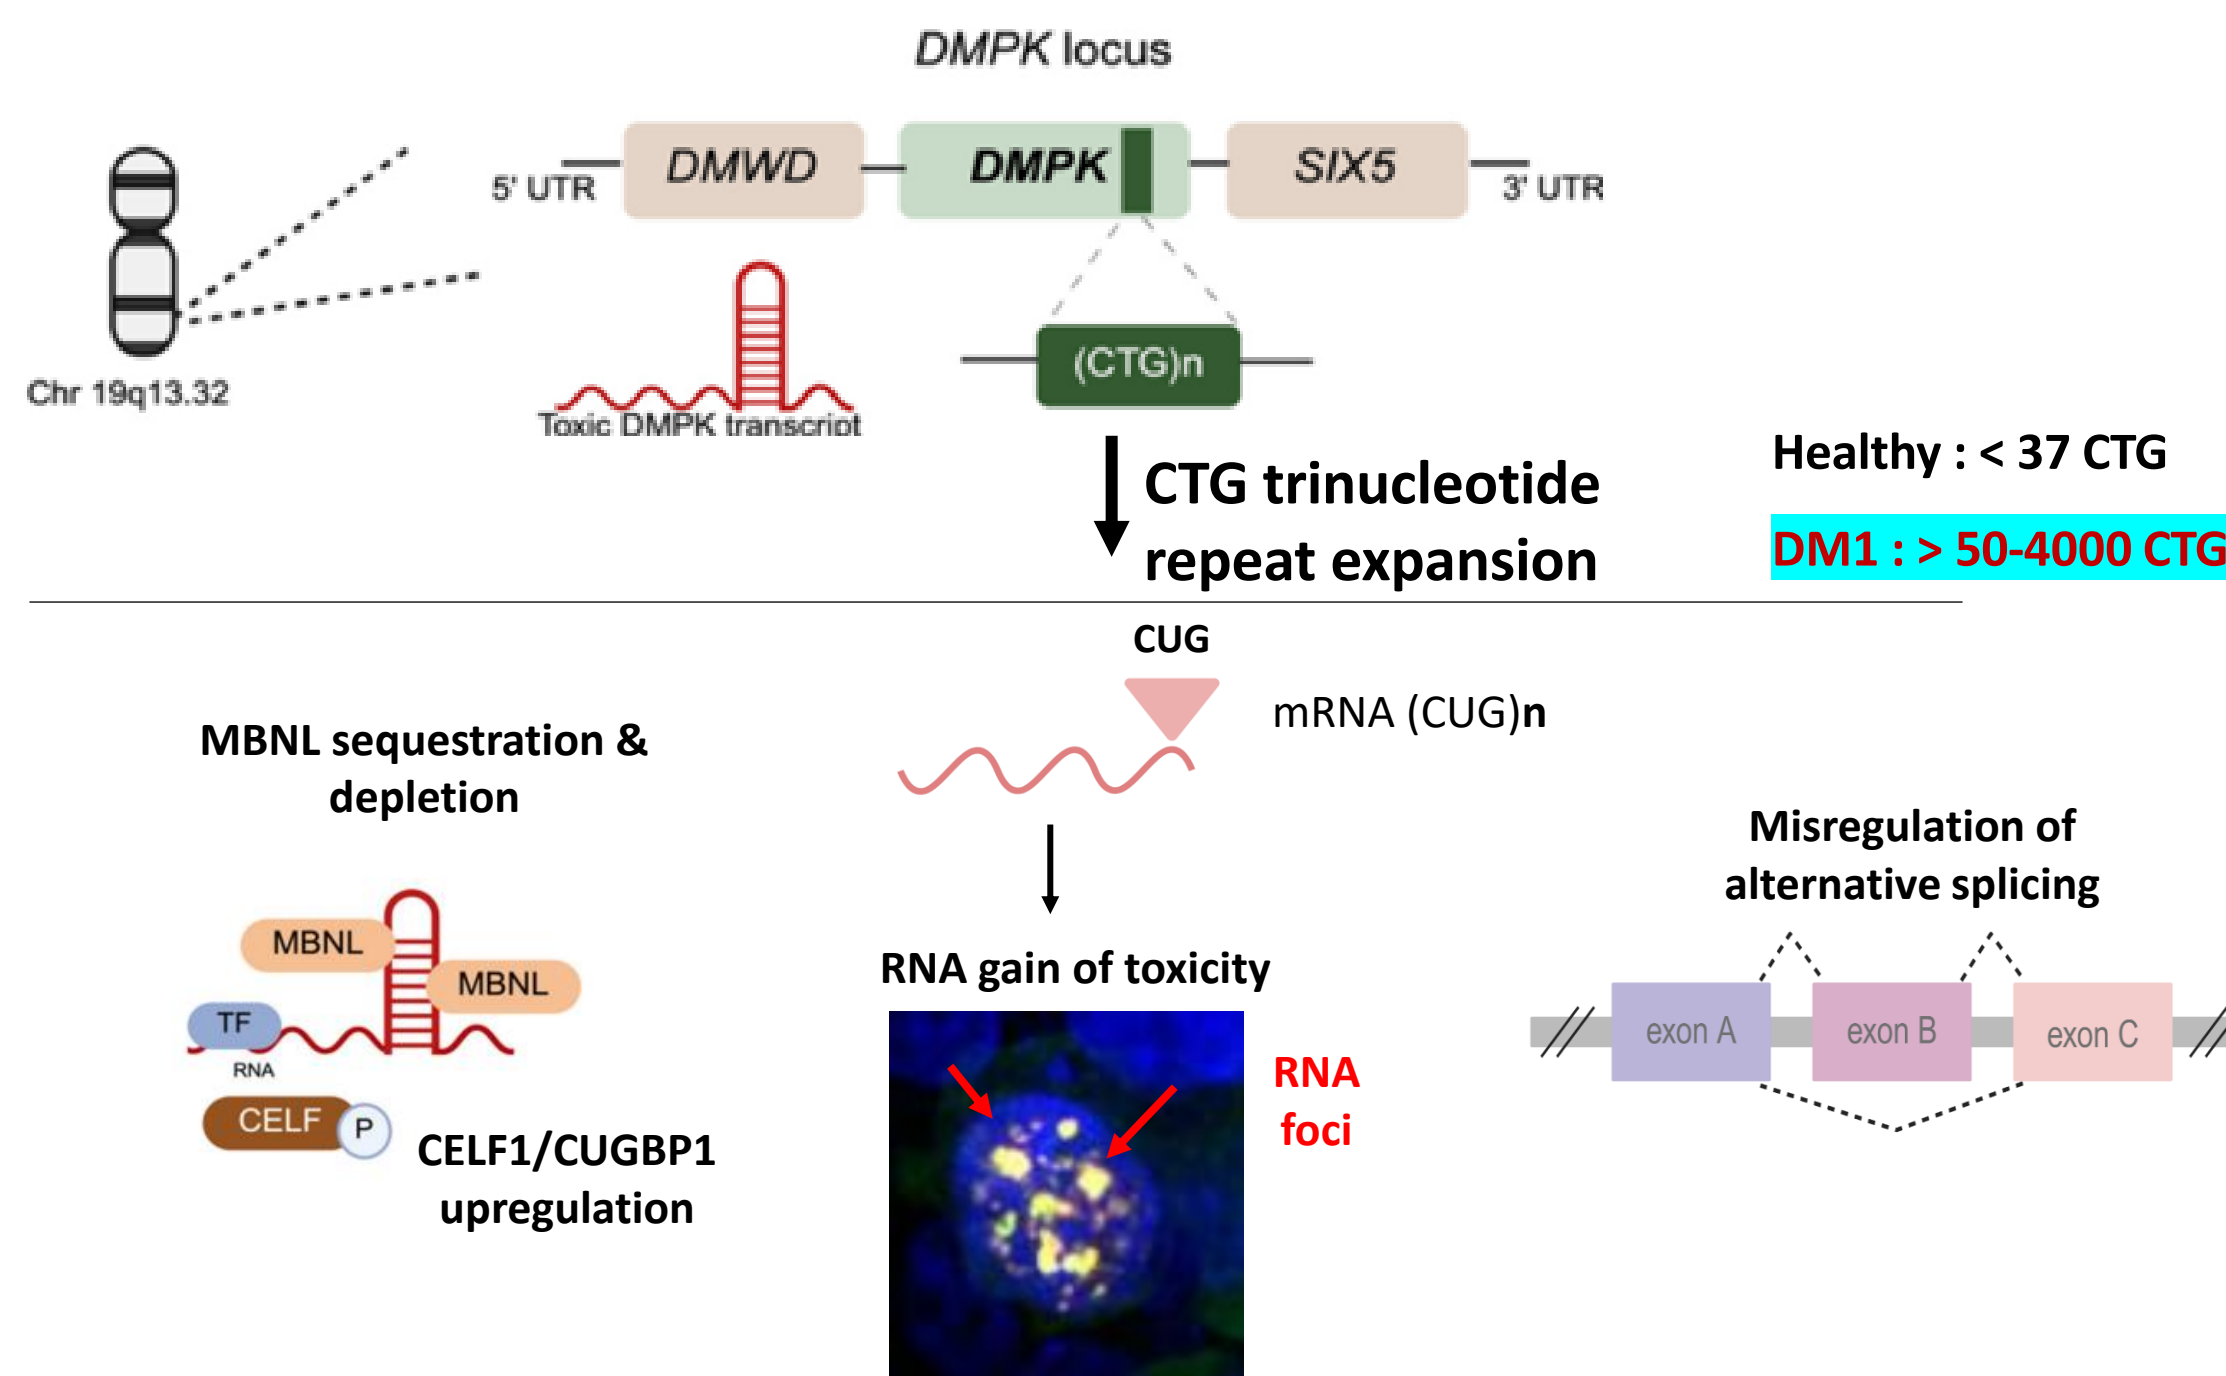 DMPK locus
5' UTR
DMWD
DMPK
SIX5
3' UTR
Chr 19q13.32
Toxic DMPK transcript
(CTG)n
CTG trinucleotide
repeat expansion
Healthy : < 37 CTG
DM1 : > 50-4000 CTG
CUG
mRNA (CUG)n
MBNL sequestration &
depletion
MBNL
MBNL
TF
RNA
CELF
P
CELF1/CUGBP1
upregulation
RNA gain of toxicity
RNA
foci
Misregulation of
alternative splicing
exon A
exon B
exon C